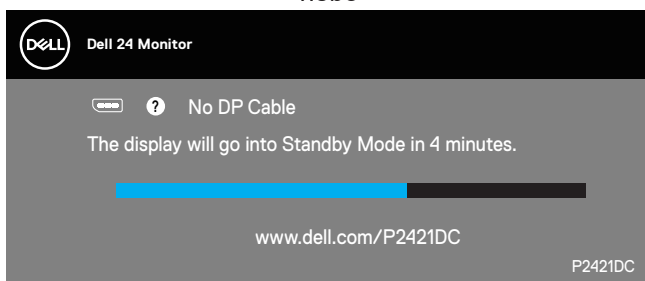 DELL Dell 24 Monitor
? No DP Cable
The display will go into Standby Mode in 4 minutes.
www.dell.com/P2421DC
P2421DC